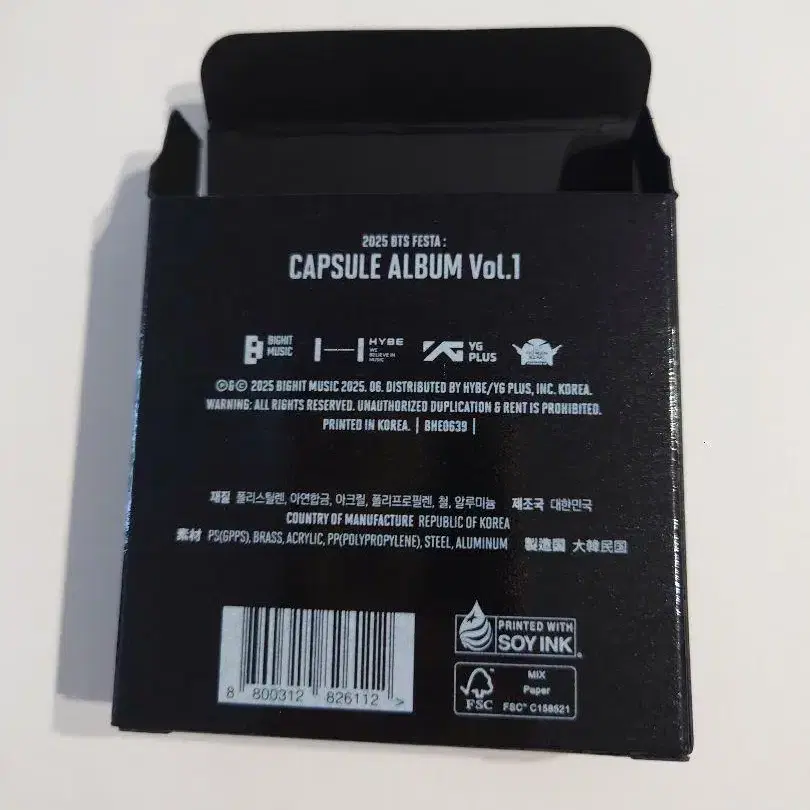 2025 BTS FESTA :
CAPSULE ALBUM Vol.1
BIGHIT MUSIC
HYBE
WE BELIEVE IN MUSIC
YG PLUS
Ⓟ&© 2025 BIGHIT MUSIC 2025. 06. DISTRIBUTED BY HYBE/YG PLUS, INC. KOREA.
WARNING: ALL RIGHTS RESERVED. UNAUTHORIZED DUPLICATION & RENT IS PROHIBITED.
PRINTED IN KOREA. | BHE0639 |
재질 폴리스틸렌, 아연합금, 아크릴, 폴리프로필렌, 철, 알루미늄 제조국 대한민국
COUNTRY OF MANUFACTURE REPUBLIC OF KOREA
素材 PS(GPPS), BRASS, ACRYLIC, PP(POLYPROPYLENE), STEEL, ALUMINUM 製造国 大韓民国
8 800312 826112 >
PRINTED WITH
SOY INK
FSC
MIX
Paper
FSC™ C158521